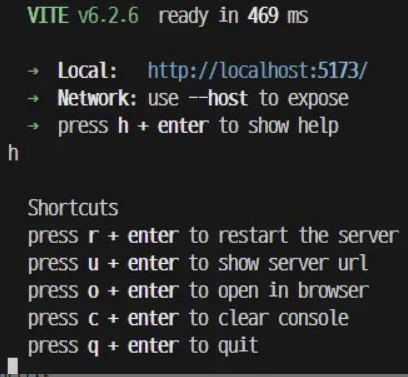 VITE v6.2.6 ready in 469 ms
➜ Local: http://localhost:5173/
➜ Network: use --host to expose
➜ press h + enter to show help
h
Shortcuts
press r + enter to restart the server
press u + enter to show server url
press o + enter to open in browser
press c + enter to clear console
press q + enter to quit